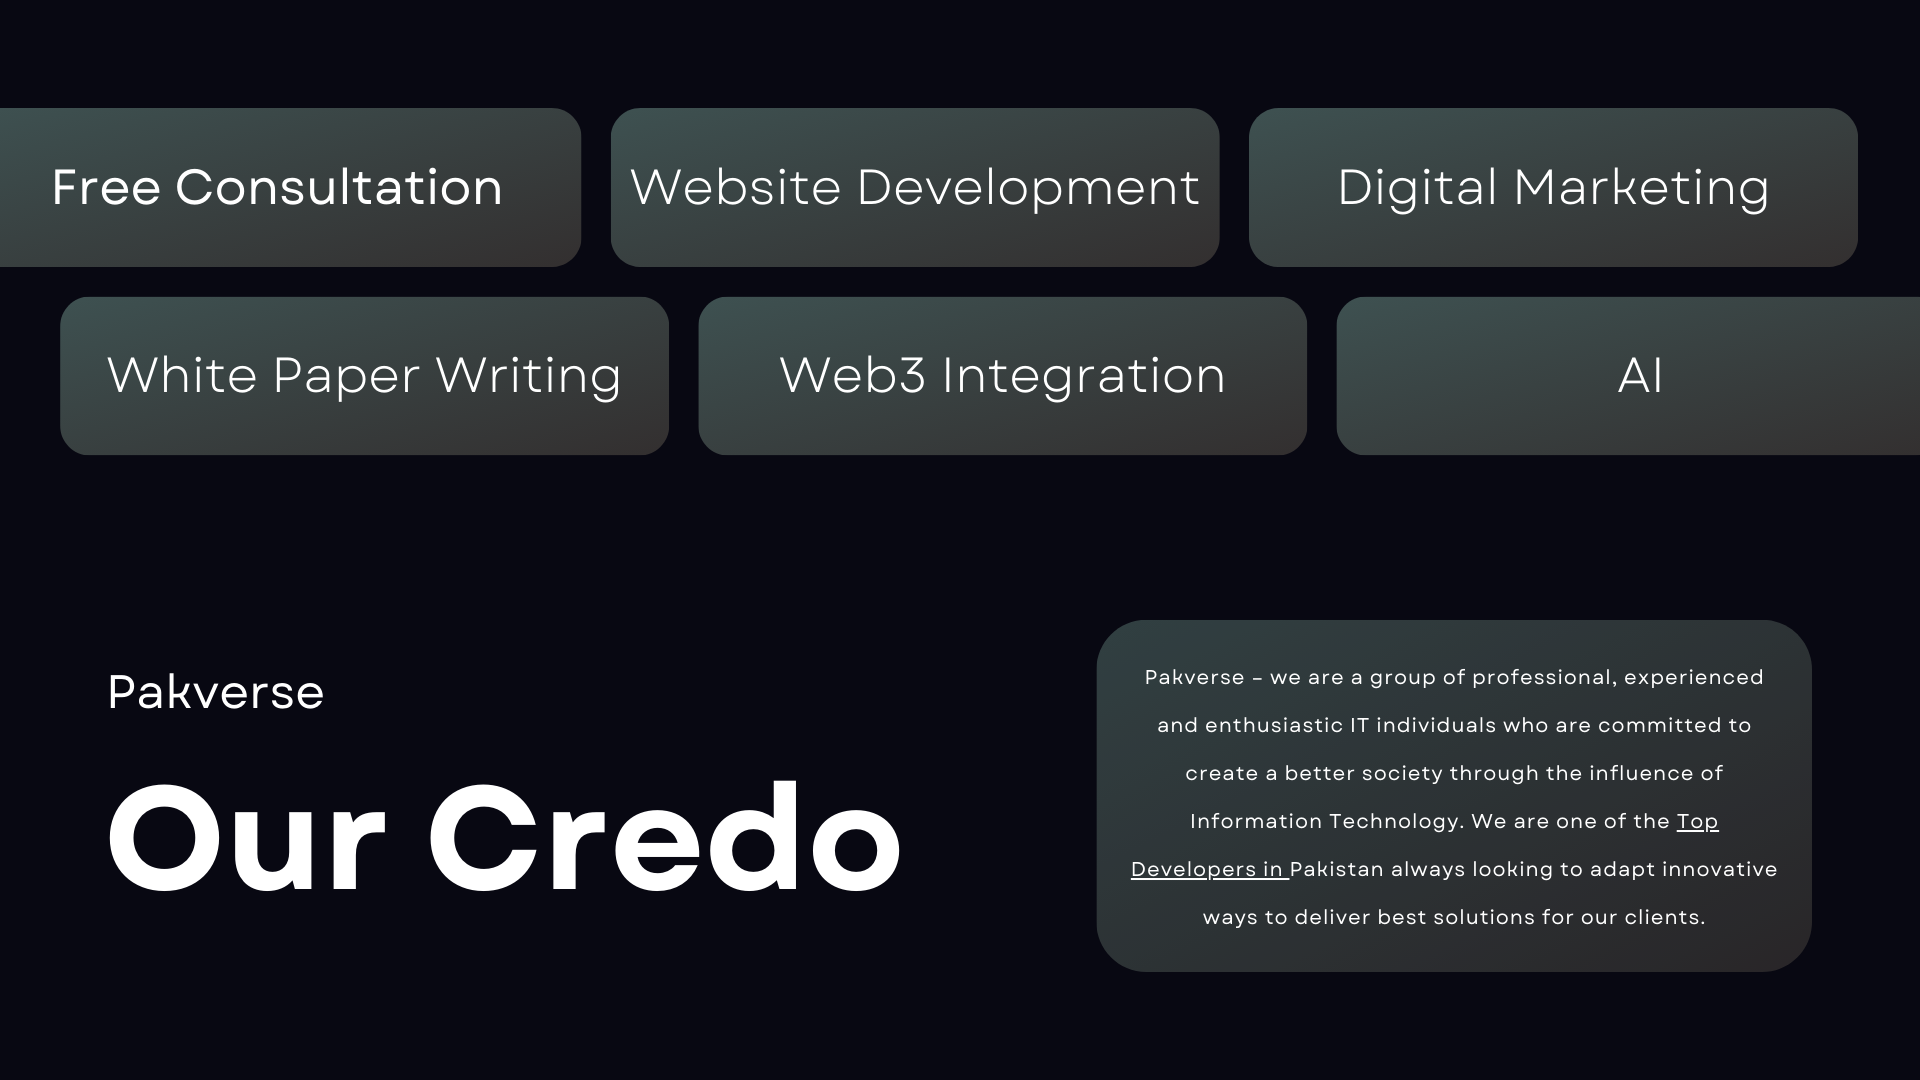 Free Consultation
Website Development
Digital Marketing
White Paper Writing
Web3 Integration
AI
Pakverse
Our Credo
Pakverse – we are a group of professional, experienced
and enthusiastic IT individuals who are committed to
create a better society through the influence of
Information Technology. We are one of the Top
Developers in Pakistan always looking to adapt innovative
ways to deliver best solutions for our clients.